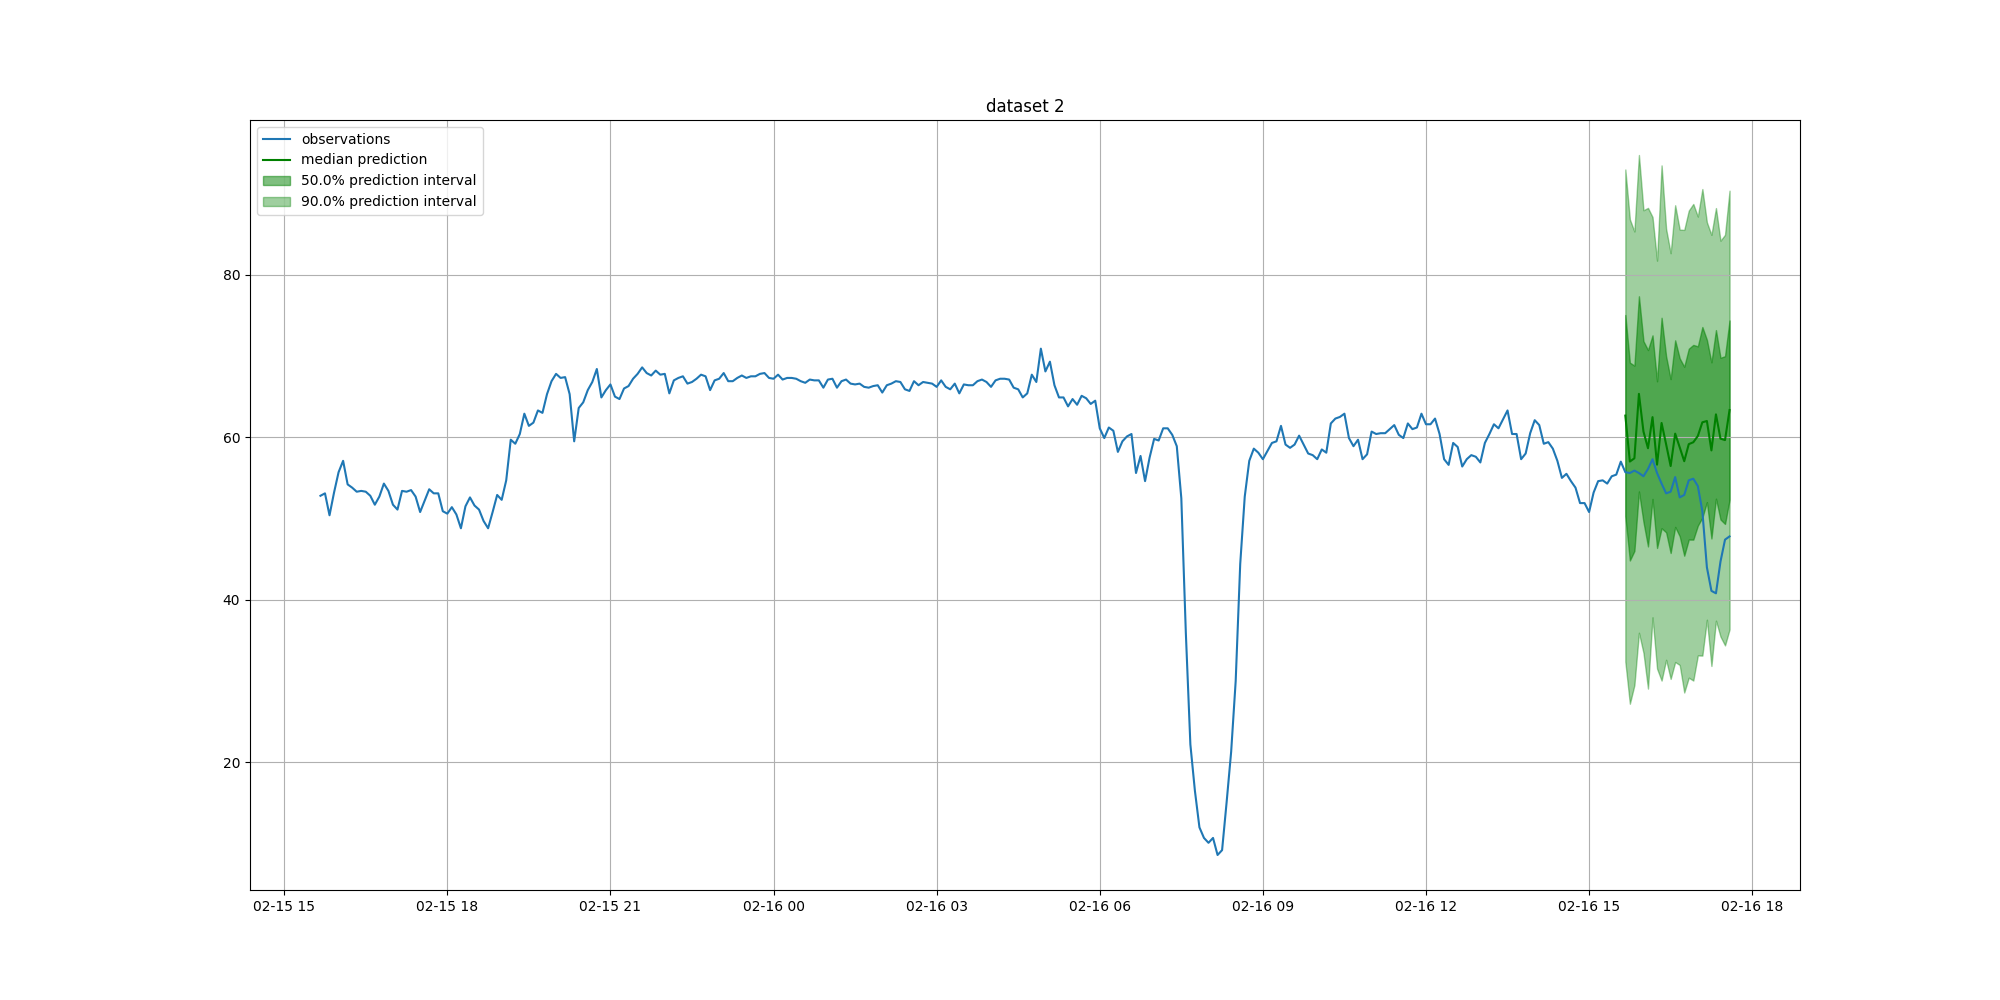 dataset 2
observations
median prediction
50.0% prediction interval
90.0% prediction interval
80
60
40
20
02-15 15
02-15 18
02-15 21
02-16 00
02-16 03
02-16 06
02-16 09
02-16 12
02-16 15
02-16 18